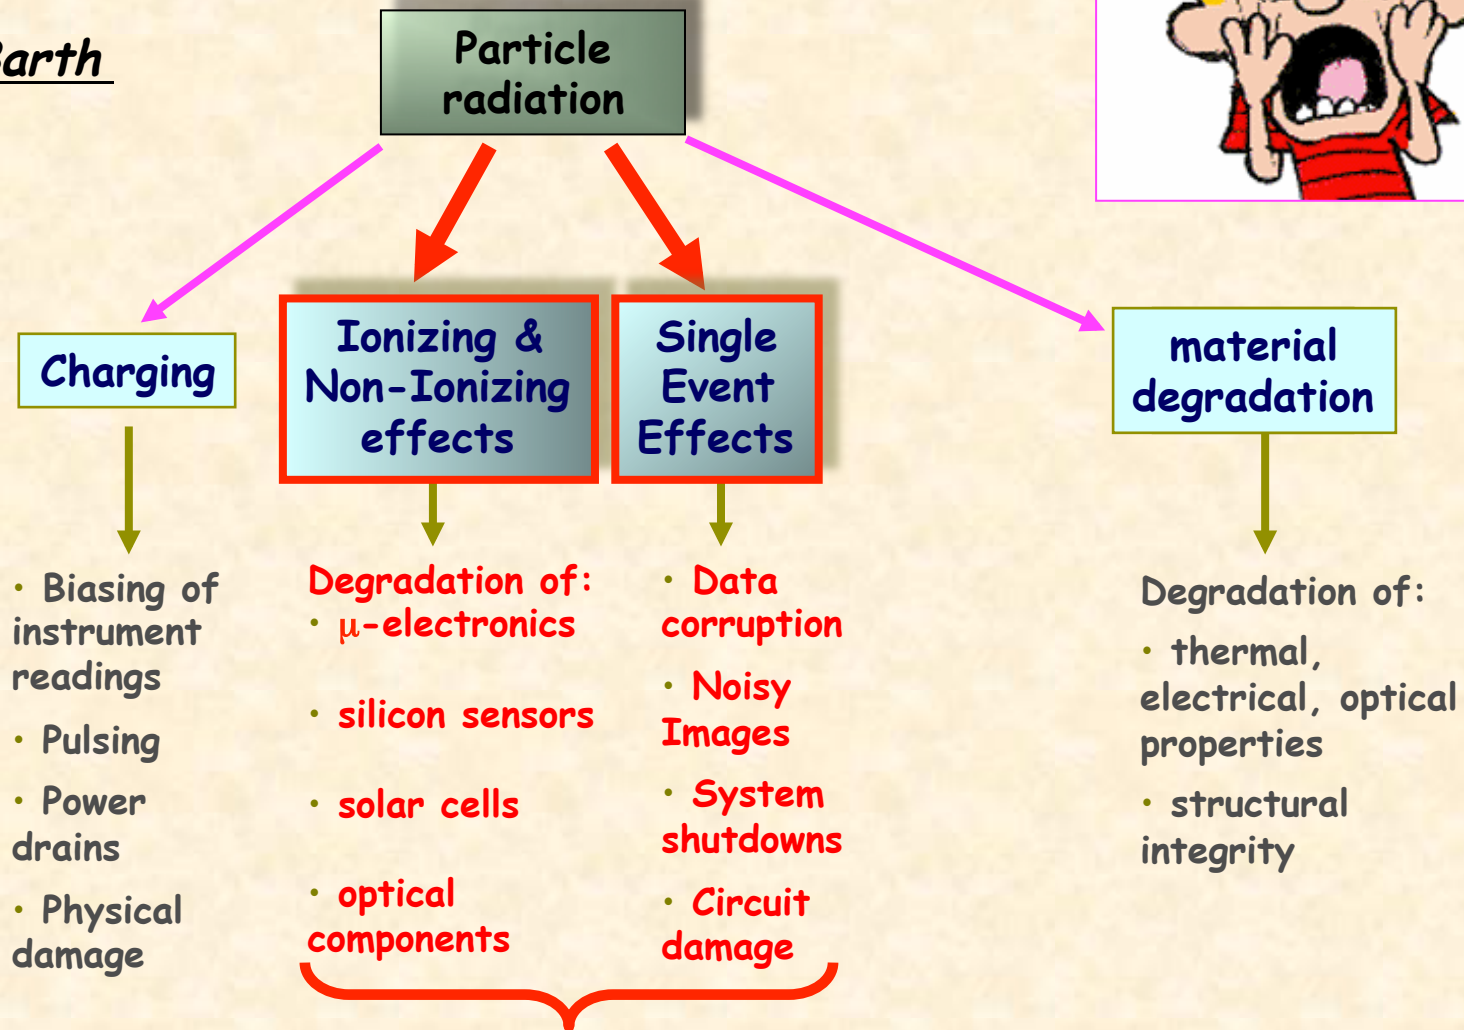 Barth
Particle
radiation
Charging
Ionizing &
Non-Ionizing
effects
Single
Event
Effects
material
degradation
• Biasing of
instrument
readings
• Pulsing
• Power
drains
• Physical
damage
Degradation of:
• μ-electronics
• silicon sensors
• solar cells
• optical
components
• Data
corruption
• Noisy
Images
• System
shutdowns
• Circuit
damage
Degradation of:
• thermal,
electrical, optical
properties
• structural
integrity